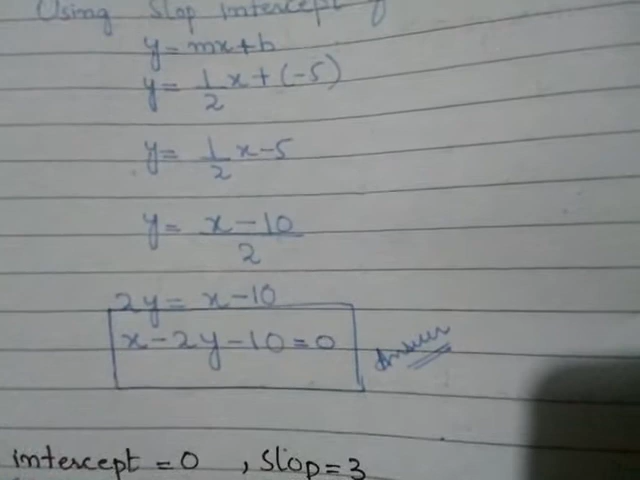 Using Slop intercept
y = mx + b
y = 1/2 x + (-5)
y = 1/2 x - 5
y = x - 10 / 2
2y = x - 10
x - 2y - 10 = 0 Answer
intercept = 0 , Slop = 3